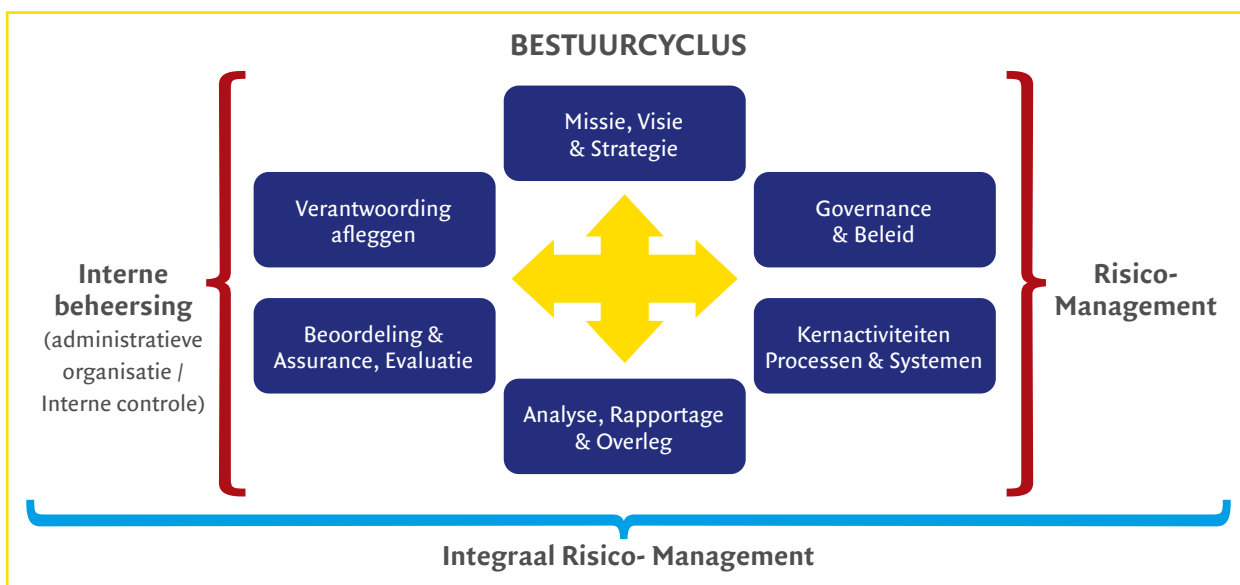 BESTUURCYCLUS
Missie, Visie
& Strategie
Verantwoording
afleggen
Governance
& Beleid
Interne
beheersing
(administratieve
organisatie /
Interne controle)
Risico-
Management
Beoordeling &
Assurance, Evaluatie
Kernactiviteiten
Processen & Systemen
Analyse, Rapportage
& Overleg
Integraal Risico- Management